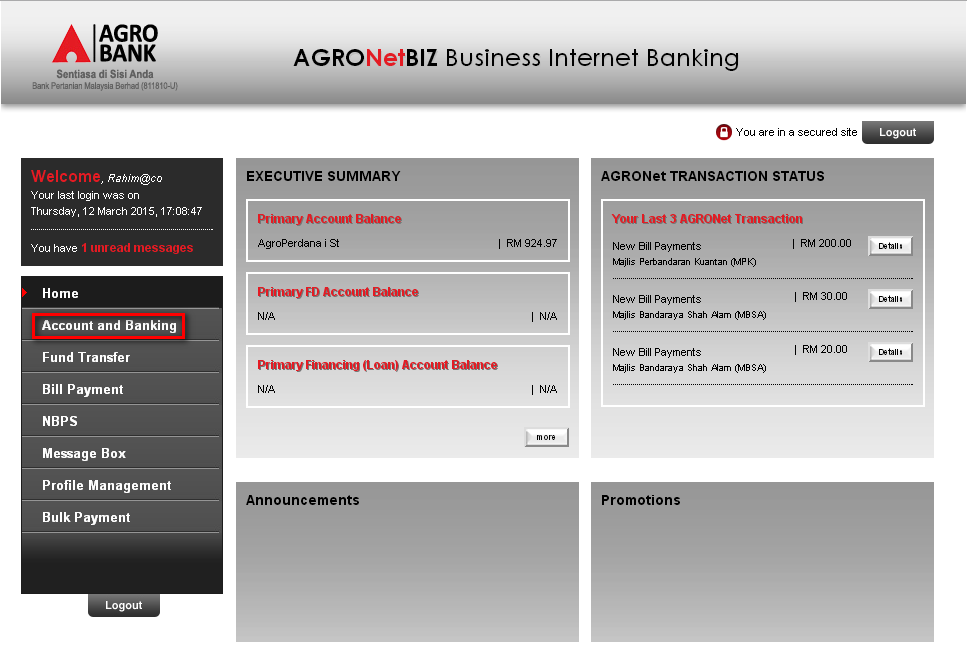 AGRO
BANK
Sentiasa di Sisi Anda
Bank Pertanian Malaysia Berhad (811810-U)
AGRONetBIZ Business Internet Banking
You are in a secured site
Logout
Welcome, Rahim@co
Your last login was on
Thursday, 12 March 2015, 17:08:47
You have 1 unread messages
Home
Account and Banking
Fund Transfer
Bill Payment
NBPS
Message Box
Profile Management
Bulk Payment
Logout
EXECUTIVE SUMMARY
Primary Account Balance
AgroPerdana i St | RM 924.97
Primary FD Account Balance
N/A | N/A
Primary Financing (Loan) Account Balance
N/A | N/A
more
AGRONet TRANSACTION STATUS
Your Last 3 AGRONet Transaction
New Bill Payments | RM 200.00 Details
Majlis Perbandaran Kuantan (MPK)
New Bill Payments | RM 30.00 Details
Majlis Bandaraya Shah Alam (MBSA)
New Bill Payments | RM 20.00 Details
Majlis Bandaraya Shah Alam (MBSA)
Announcements
Promotions